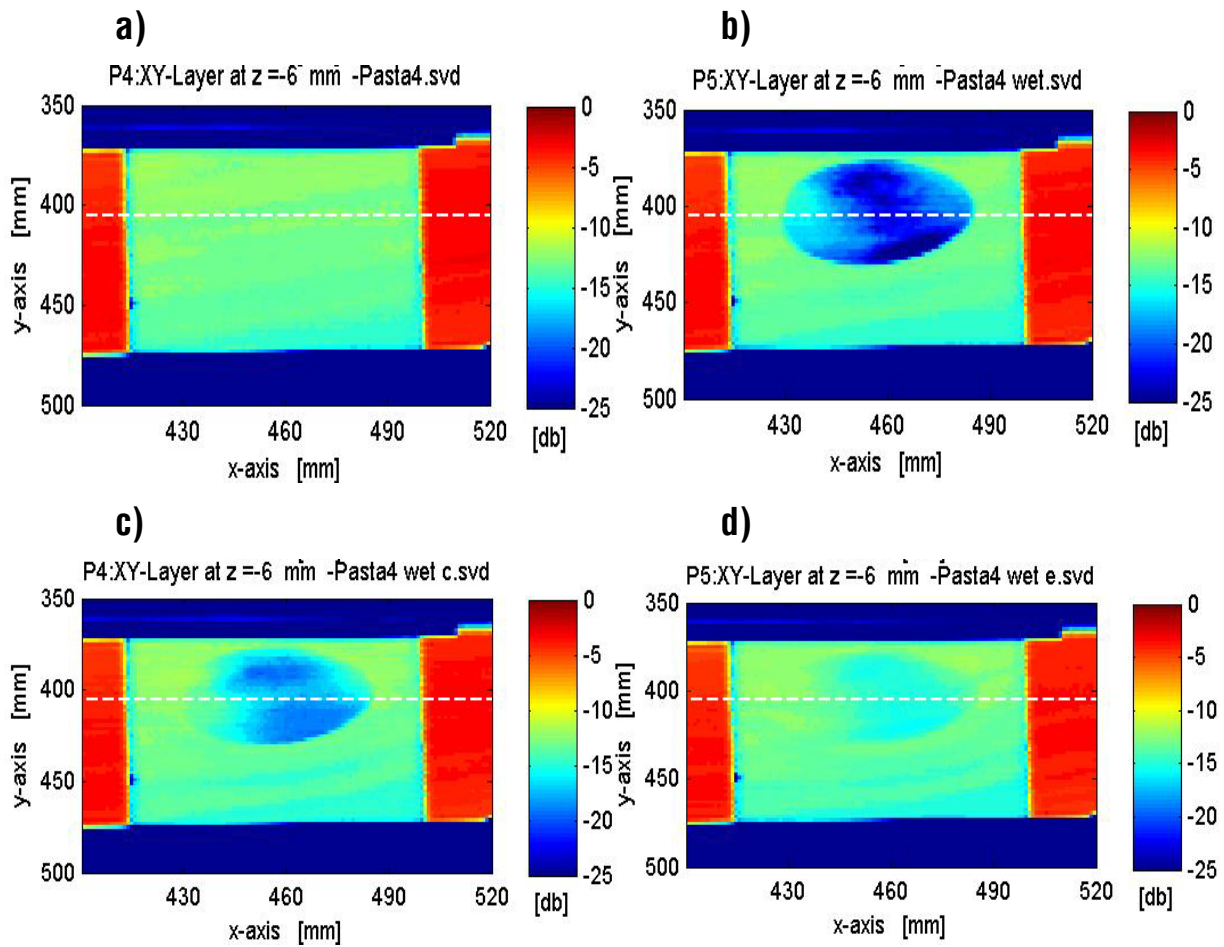 a)
P4:XY-Layer at z =-6 mm -Pasta4.svd
350
400
450
500
y-axis [mm]
430 460 490 520
x-axis [mm]
0
-5
-10
-15
-20
-25
[db]
b)
P5:XY-Layer at z =-6 mm -Pasta4 wet.svd
350
400
450
500
y-axis [mm]
430 460 490 520
x-axis [mm]
0
-5
-10
-15
-20
-25
[db]
c)
P4:XY-Layer at z =-6 mm -Pasta4 wet c.svd
350
400
450
500
y-axis [mm]
430 460 490 520
x-axis [mm]
0
-5
-10
-15
-20
-25
[db]
d)
P5:XY-Layer at z =-6 mm -Pasta4 wet e.svd
350
400
450
500
y-axis [mm]
430 460 490 520
x-axis [mm]
0
-5
-10
-15
-20
-25
[db]